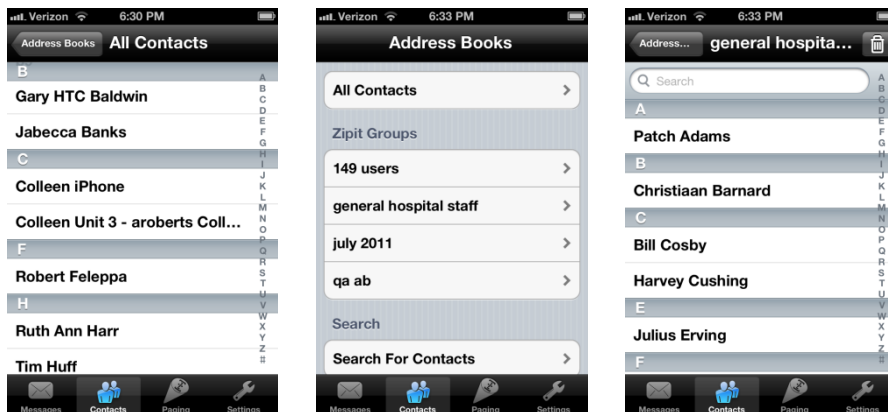 Verizon 6:30 PM
Address Books All Contacts
B
Gary HTC Baldwin
Jabecca Banks
C
Colleen iPhone
Colleen Unit 3 - aroberts Coll...
F
Robert Feleppa
H
Ruth Ann Harr
Tim Huff
A
B
C
D
E
F
G
H
I
J
K
L
M
N
O
P
Q
R
S
T
U
V
W
X
Y
Z
#
Messages Contacts Paging Settings
Verizon 6:33 PM
Address Books
All Contacts
Zipit Groups
149 users
general hospital staff
july 2011
qa ab
Search
Search For Contacts
Messages Contacts Paging Settings
Verizon 6:33 PM
Address... general hospita...
Search
A
Patch Adams
B
Christiaan Barnard
C
Bill Cosby
Harvey Cushing
E
Julius Erving
F
A
B
C
D
E
F
G
H
I
J
K
L
M
N
O
P
Q
R
S
T
U
V
W
X
Y
Z
#
Messages Contacts Paging Settings